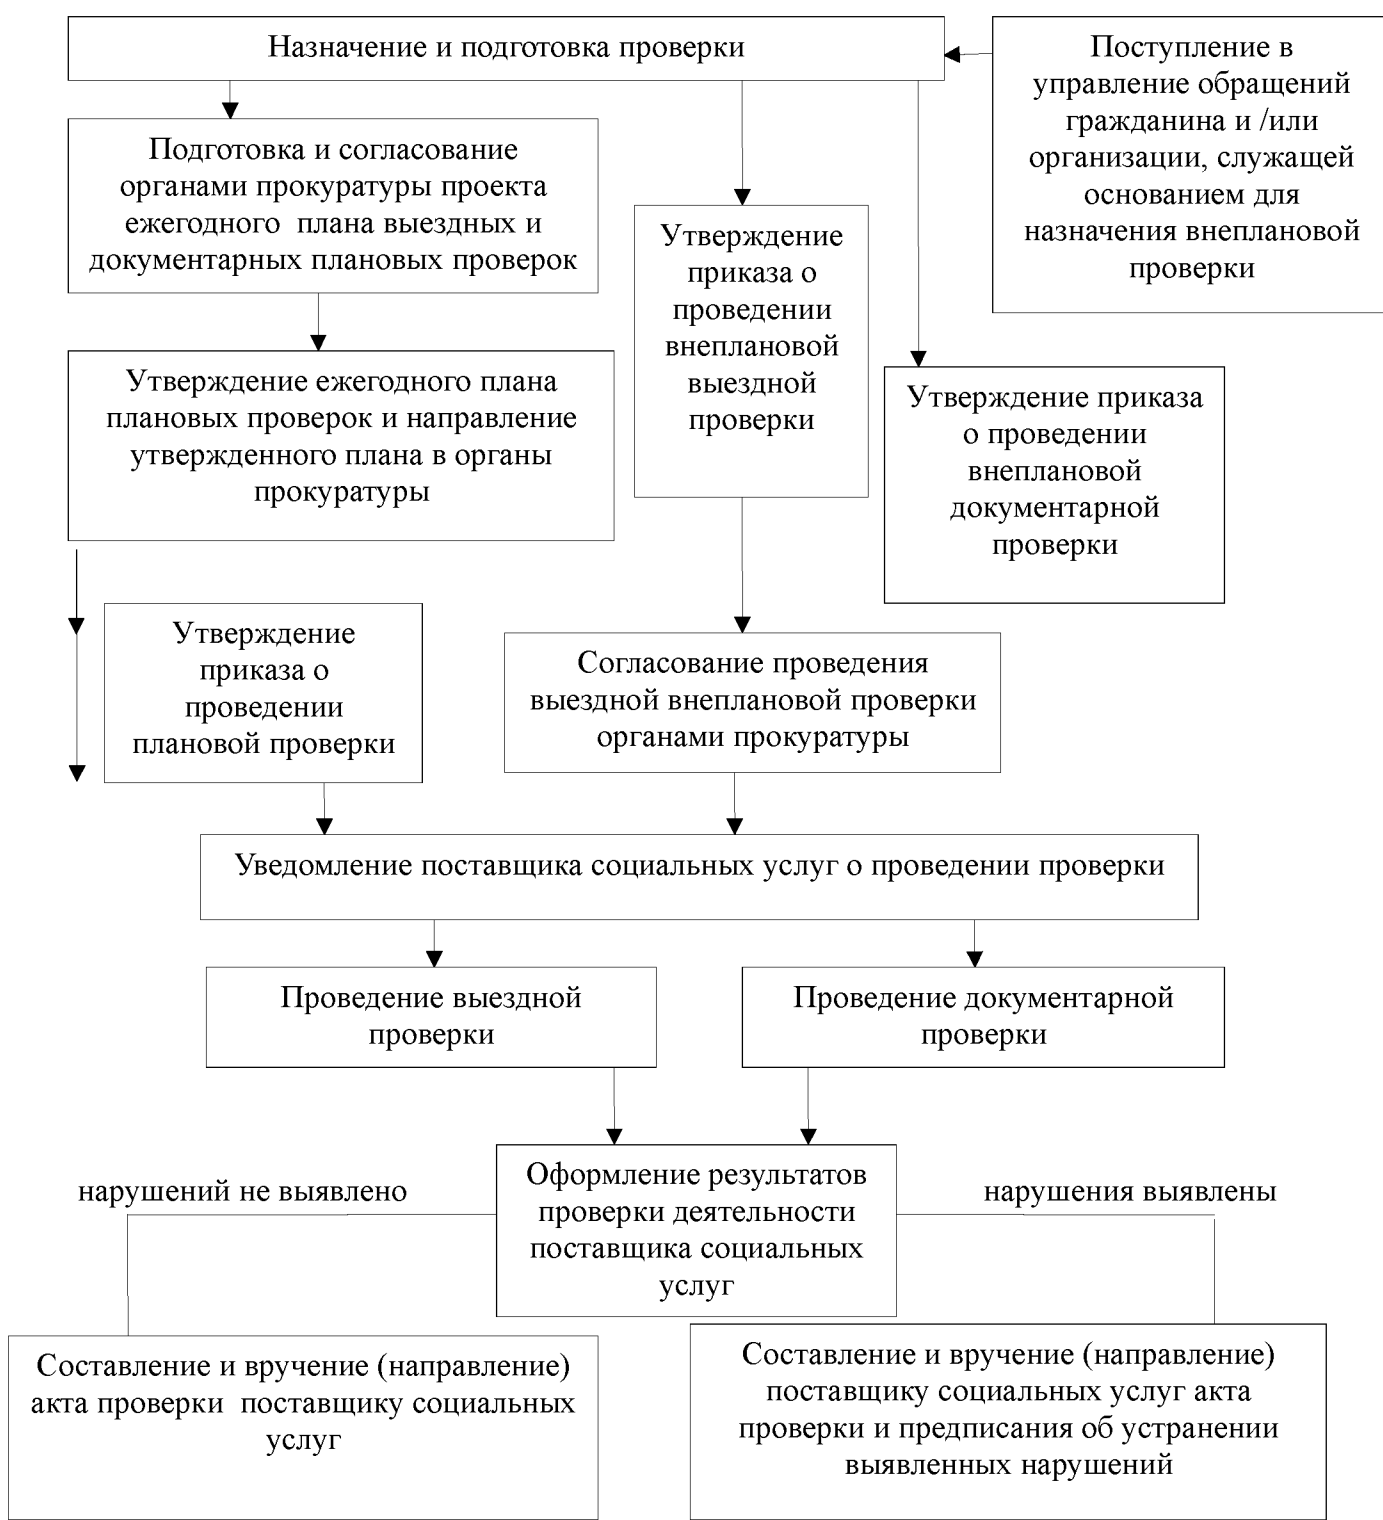 Назначение и подготовка проверки
Поступление в
управление обращений
гражданина и /или
организации, служащей
основанием для
назначения внеплановой
проверки
Подготовка и согласование
органами прокуратуры проекта
ежегодного плана выездных и
документарных плановых проверок
Утверждение
приказа о
проведении
внеплановой
выездной
проверки
Утверждение ежегодного плана
плановых проверок и направление
утвержденного плана в органы
прокуратуры
Утверждение приказа
о проведении
внеплановой
документарной
проверки
Утверждение
приказа о
проведении
плановой проверки
Согласование проведения
выездной внеплановой проверки
органами прокуратуры
Уведомление поставщика социальных услуг о проведении проверки
Проведение выездной
проверки
Проведение документарной
проверки
Оформление результатов
проверки деятельности
поставщика социальных
услуг
нарушений не выявлено
нарушения выявлены
Составление и вручение (направление)
акта проверки поставщику социальных
услуг
Составление и вручение (направление)
поставщику социальных услуг акта
проверки и предписания об устранении
выявленных нарушений